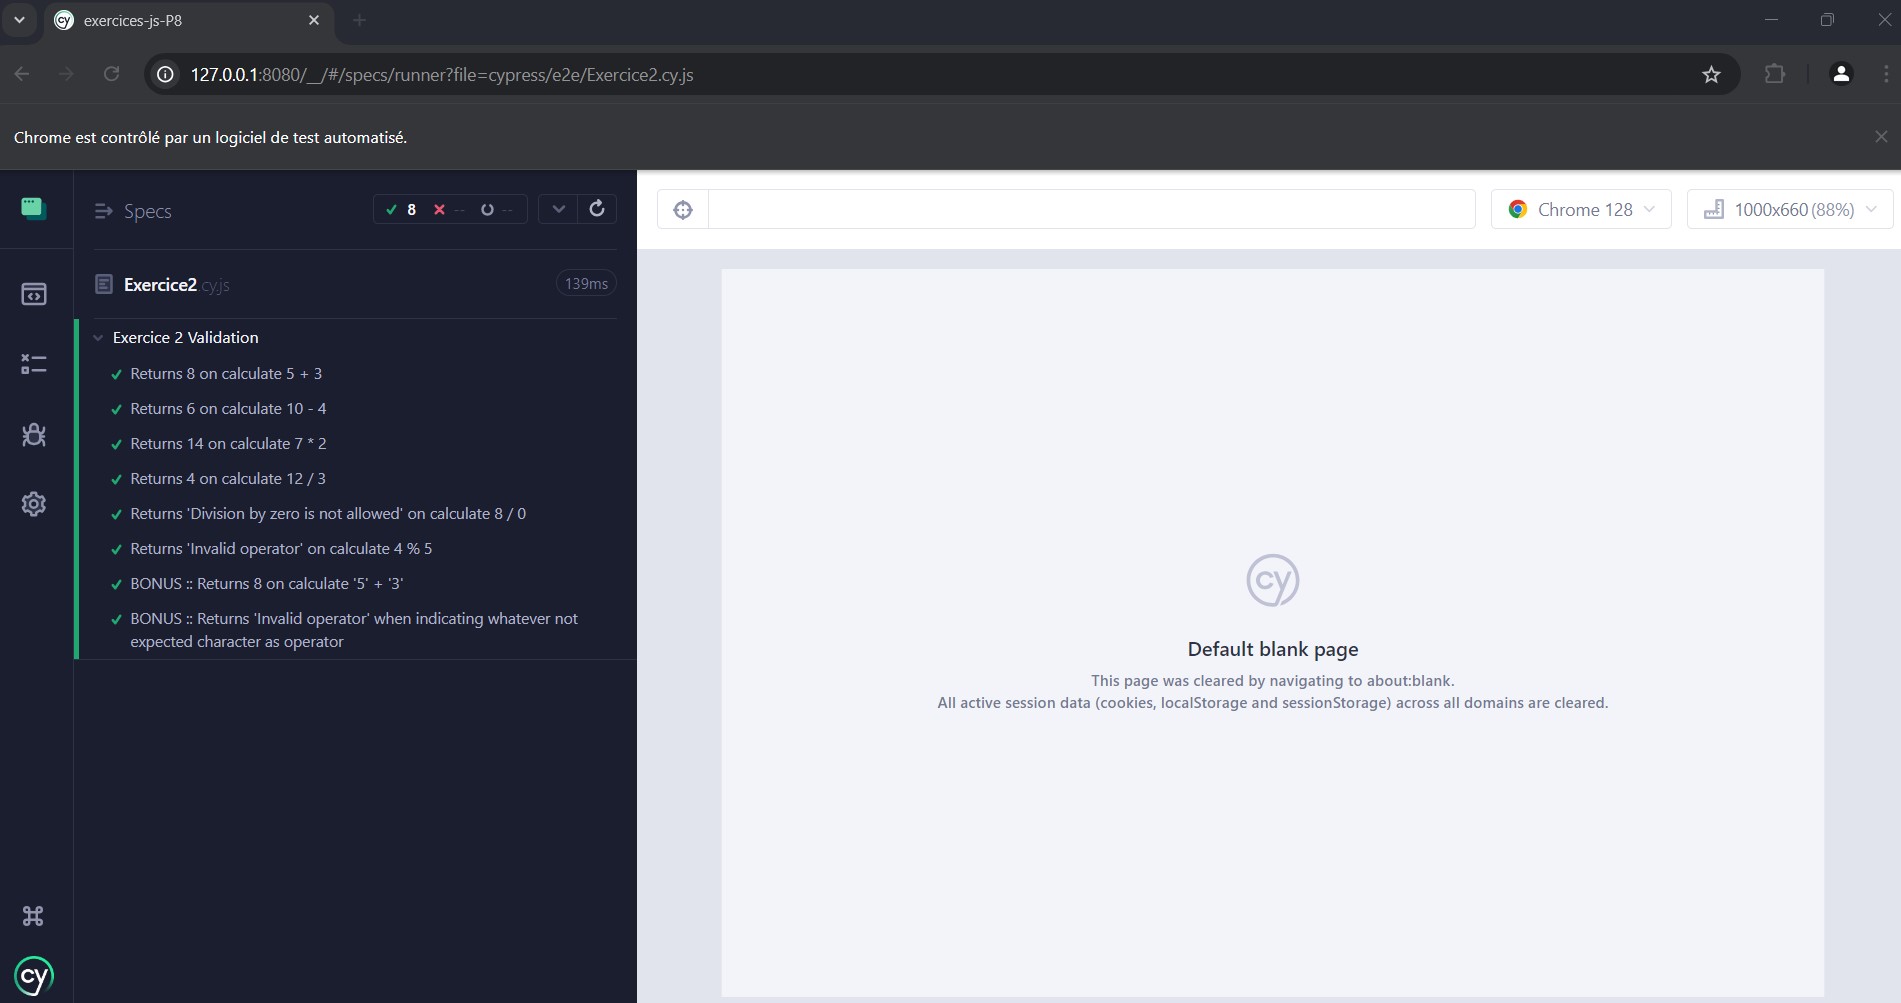 exercices-js-P8
127.0.0.1:8080/__/#/specs/runner?file=cypress/e2e/Exercice2.cy.js
Chrome est contrôlé par un logiciel de test automatisé.
Specs
8 -- --
Chrome 128
1000x660 (88%)
Exercice2.cy.js
139ms
Exercice 2 Validation
Returns 8 on calculate 5 + 3
Returns 6 on calculate 10 - 4
Returns 14 on calculate 7 * 2
Returns 4 on calculate 12 / 3
Returns 'Division by zero is not allowed' on calculate 8 / 0
Returns 'Invalid operator' on calculate 4 % 5
BONUS :: Returns 8 on calculate '5' + '3'
BONUS :: Returns 'Invalid operator' when indicating whatever not
expected character as operator
cy
Default blank page
This page was cleared by navigating to about:blank.
All active session data (cookies, localStorage and sessionStorage) across all domains are cleared.
cy